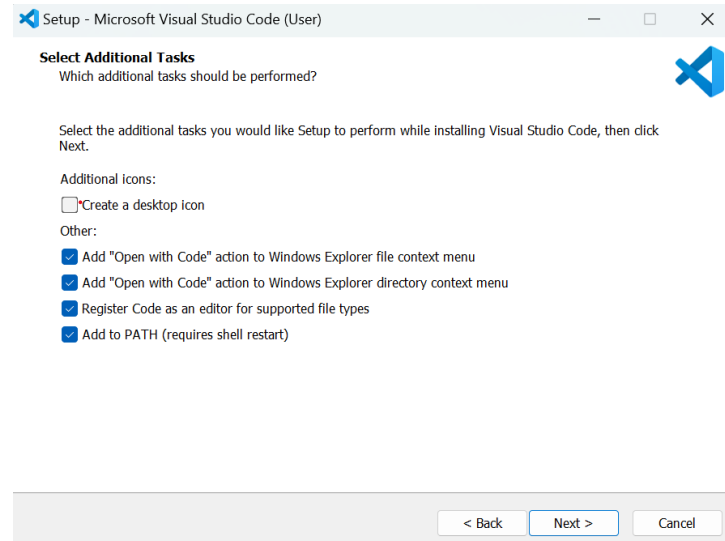 Setup - Microsoft Visual Studio Code (User)
Select Additional Tasks
Which additional tasks should be performed?
Select the additional tasks you would like Setup to perform while installing Visual Studio Code, then click
Next.
Additional icons:
Create a desktop icon
Other:
Add "Open with Code" action to Windows Explorer file context menu
Add "Open with Code" action to Windows Explorer directory context menu
Register Code as an editor for supported file types
Add to PATH (requires shell restart)
< Back Next > Cancel